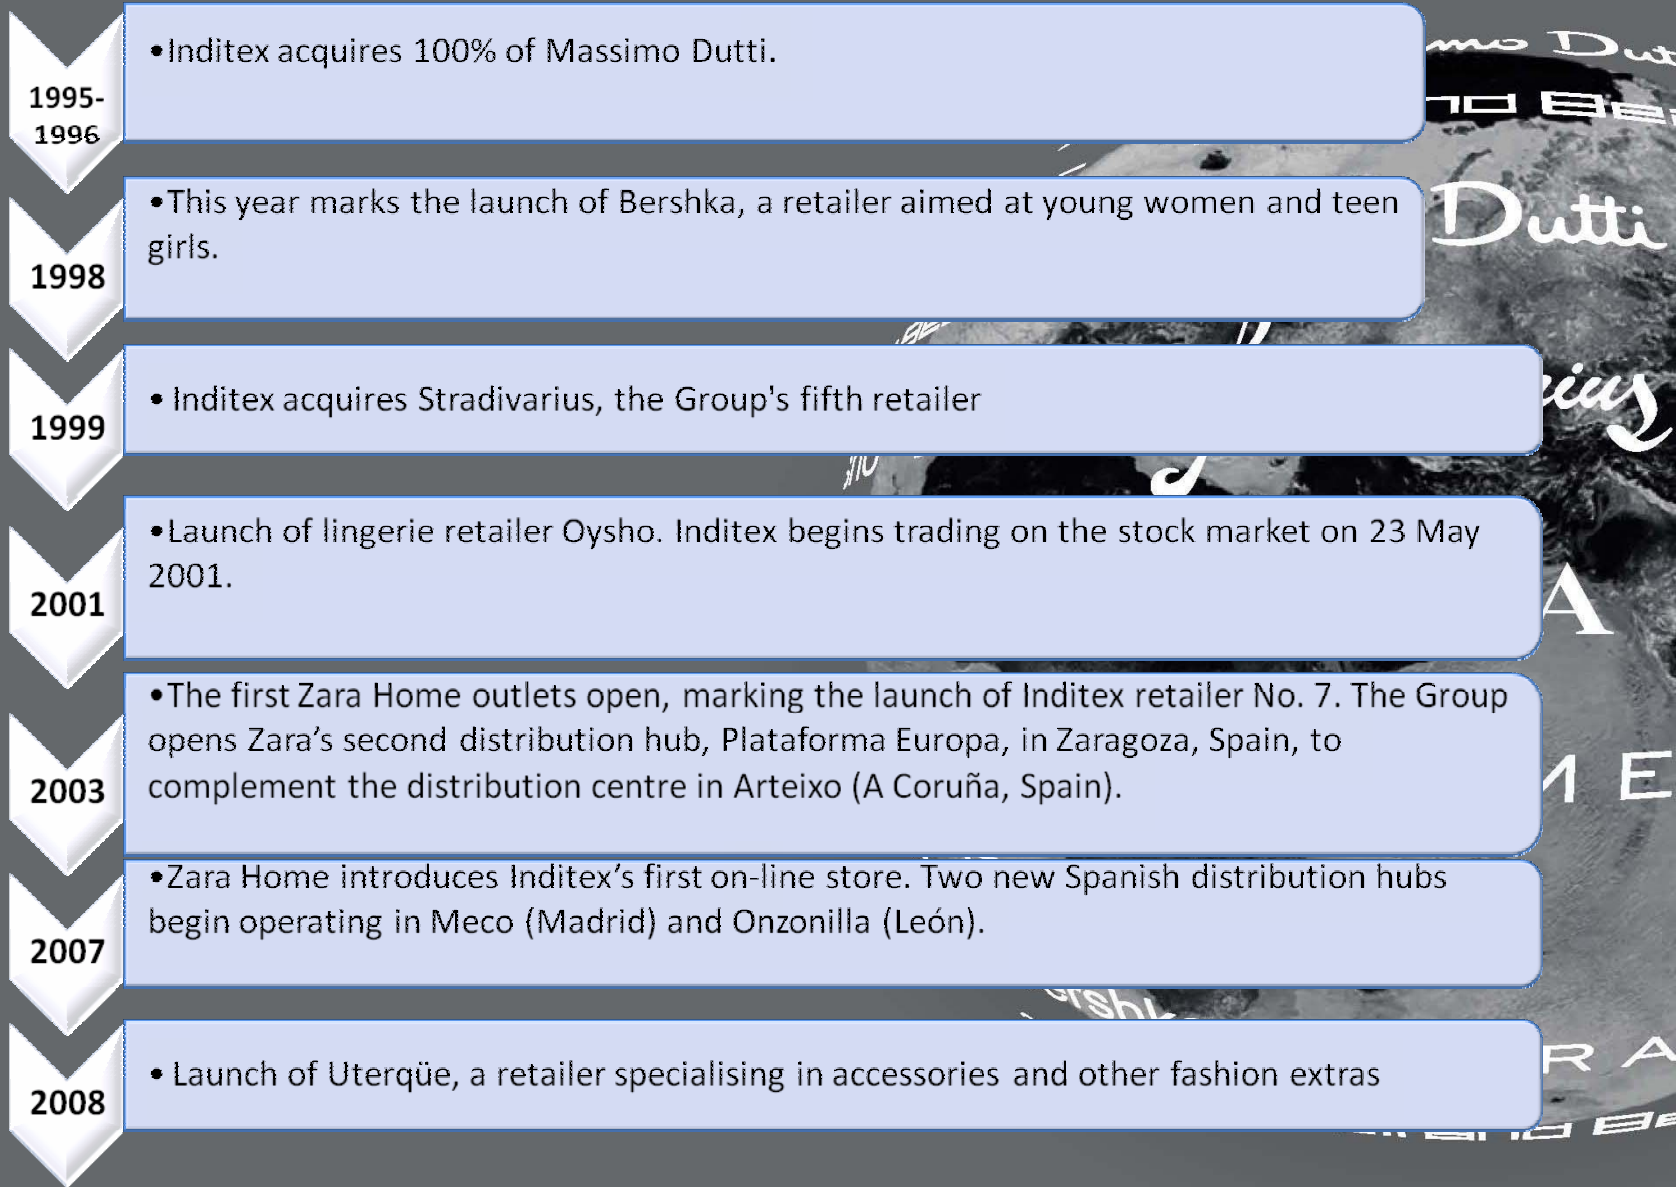 1995-
1996
•Inditex acquires 100% of Massimo Dutti.
1998
•This year marks the launch of Bershka, a retailer aimed at young women and teen
girls.
1999
• Inditex acquires Stradivarius, the Group's fifth retailer
2001
•Launch of lingerie retailer Oysho. Inditex begins trading on the stock market on 23 May
2001.
2003
•The first Zara Home outlets open, marking the launch of Inditex retailer No. 7. The Group
opens Zara’s second distribution hub, Plataforma Europa, in Zaragoza, Spain, to
complement the distribution centre in Arteixo (A Coruña, Spain).
2007
•Zara Home introduces Inditex’s first on-line store. Two new Spanish distribution hubs
begin operating in Meco (Madrid) and Onzonilla (León).
2008
• Launch of Uterqüe, a retailer specialising in accessories and other fashion extras
Dutti
A
M E
R A